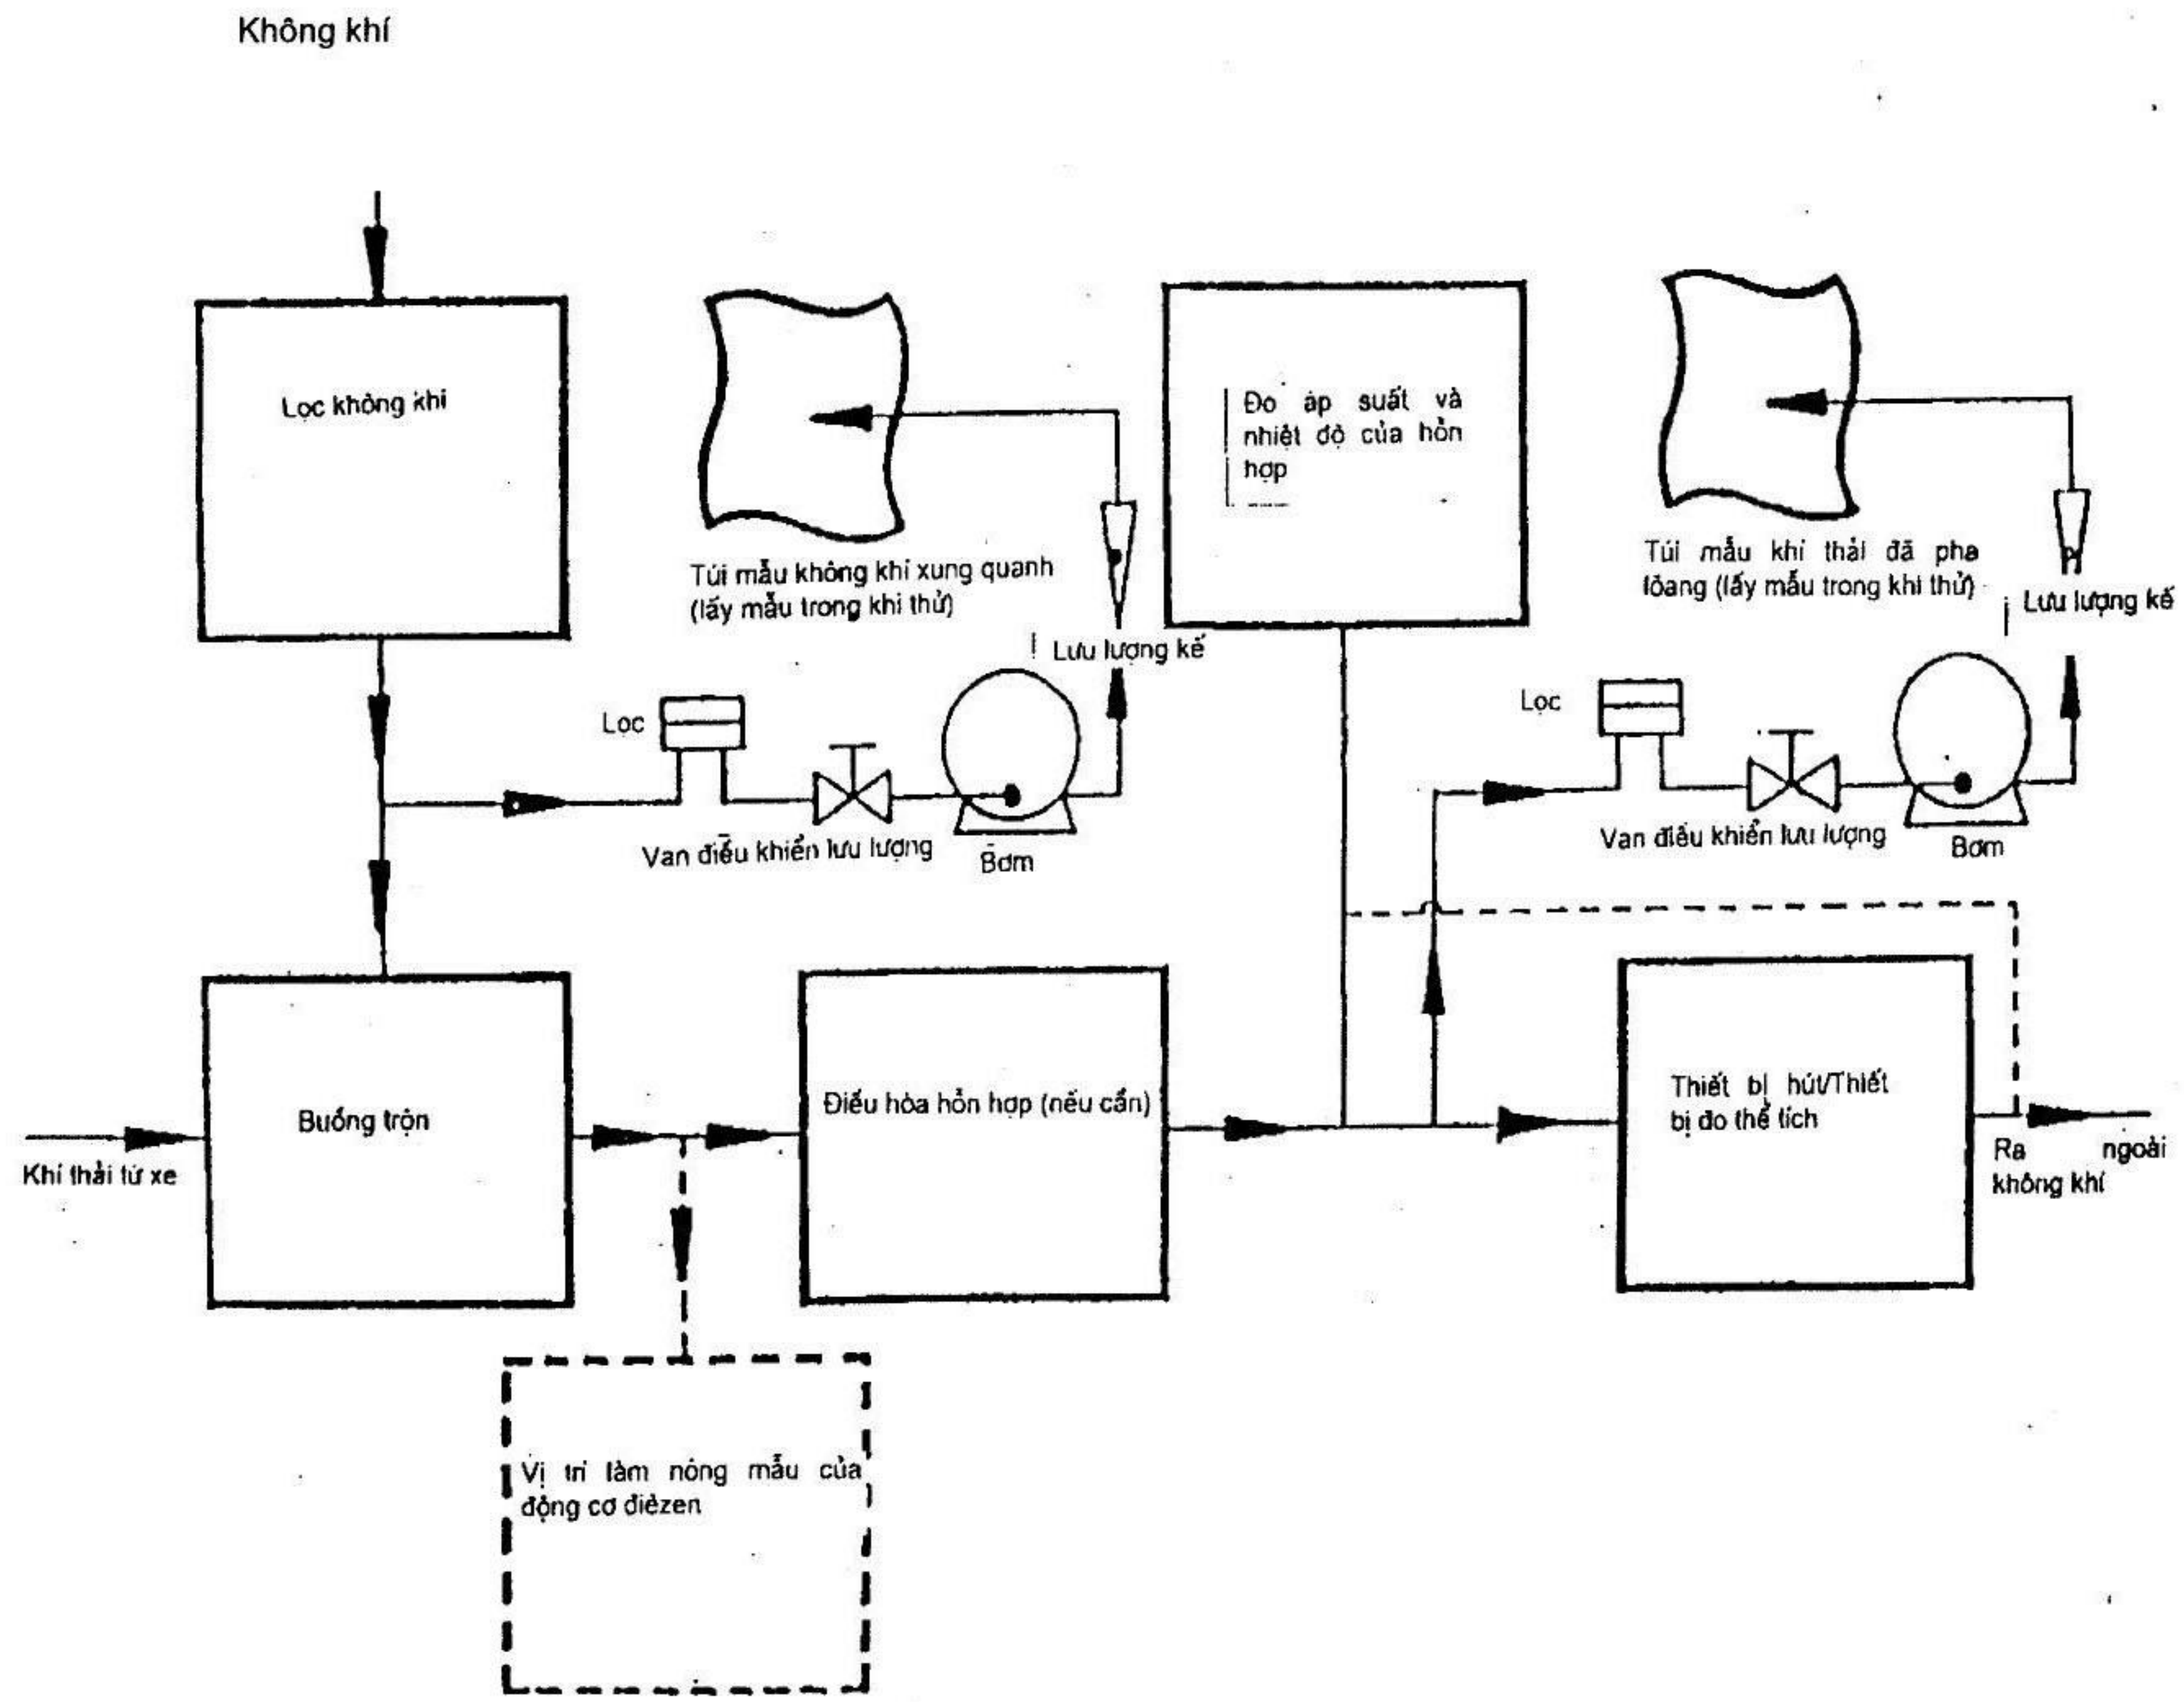 Không khí
Lọc không khí
Đo áp suất và
nhiệt độ của hỗn
hợp
Túi mẫu không khí xung quanh
(lấy mẫu trong khi thử)
Túi mẫu khí thải đã pha
lõang (lấy mẫu trong khi thử)
Lưu lượng kế
Lưu lượng kế
Lọc
Lọc
Van điều khiển lưu lượng
Bơm
Van điều khiển lưu lượng
Bơm
Khí thải từ xe
Buồng trộn
Điều hòa hỗn hợp (nếu cần)
Thiết bị hút/Thiết
bị đo thể tích
Ra ngoài
không khí
Vị trí làm nóng mẫu của
động cơ điêzen